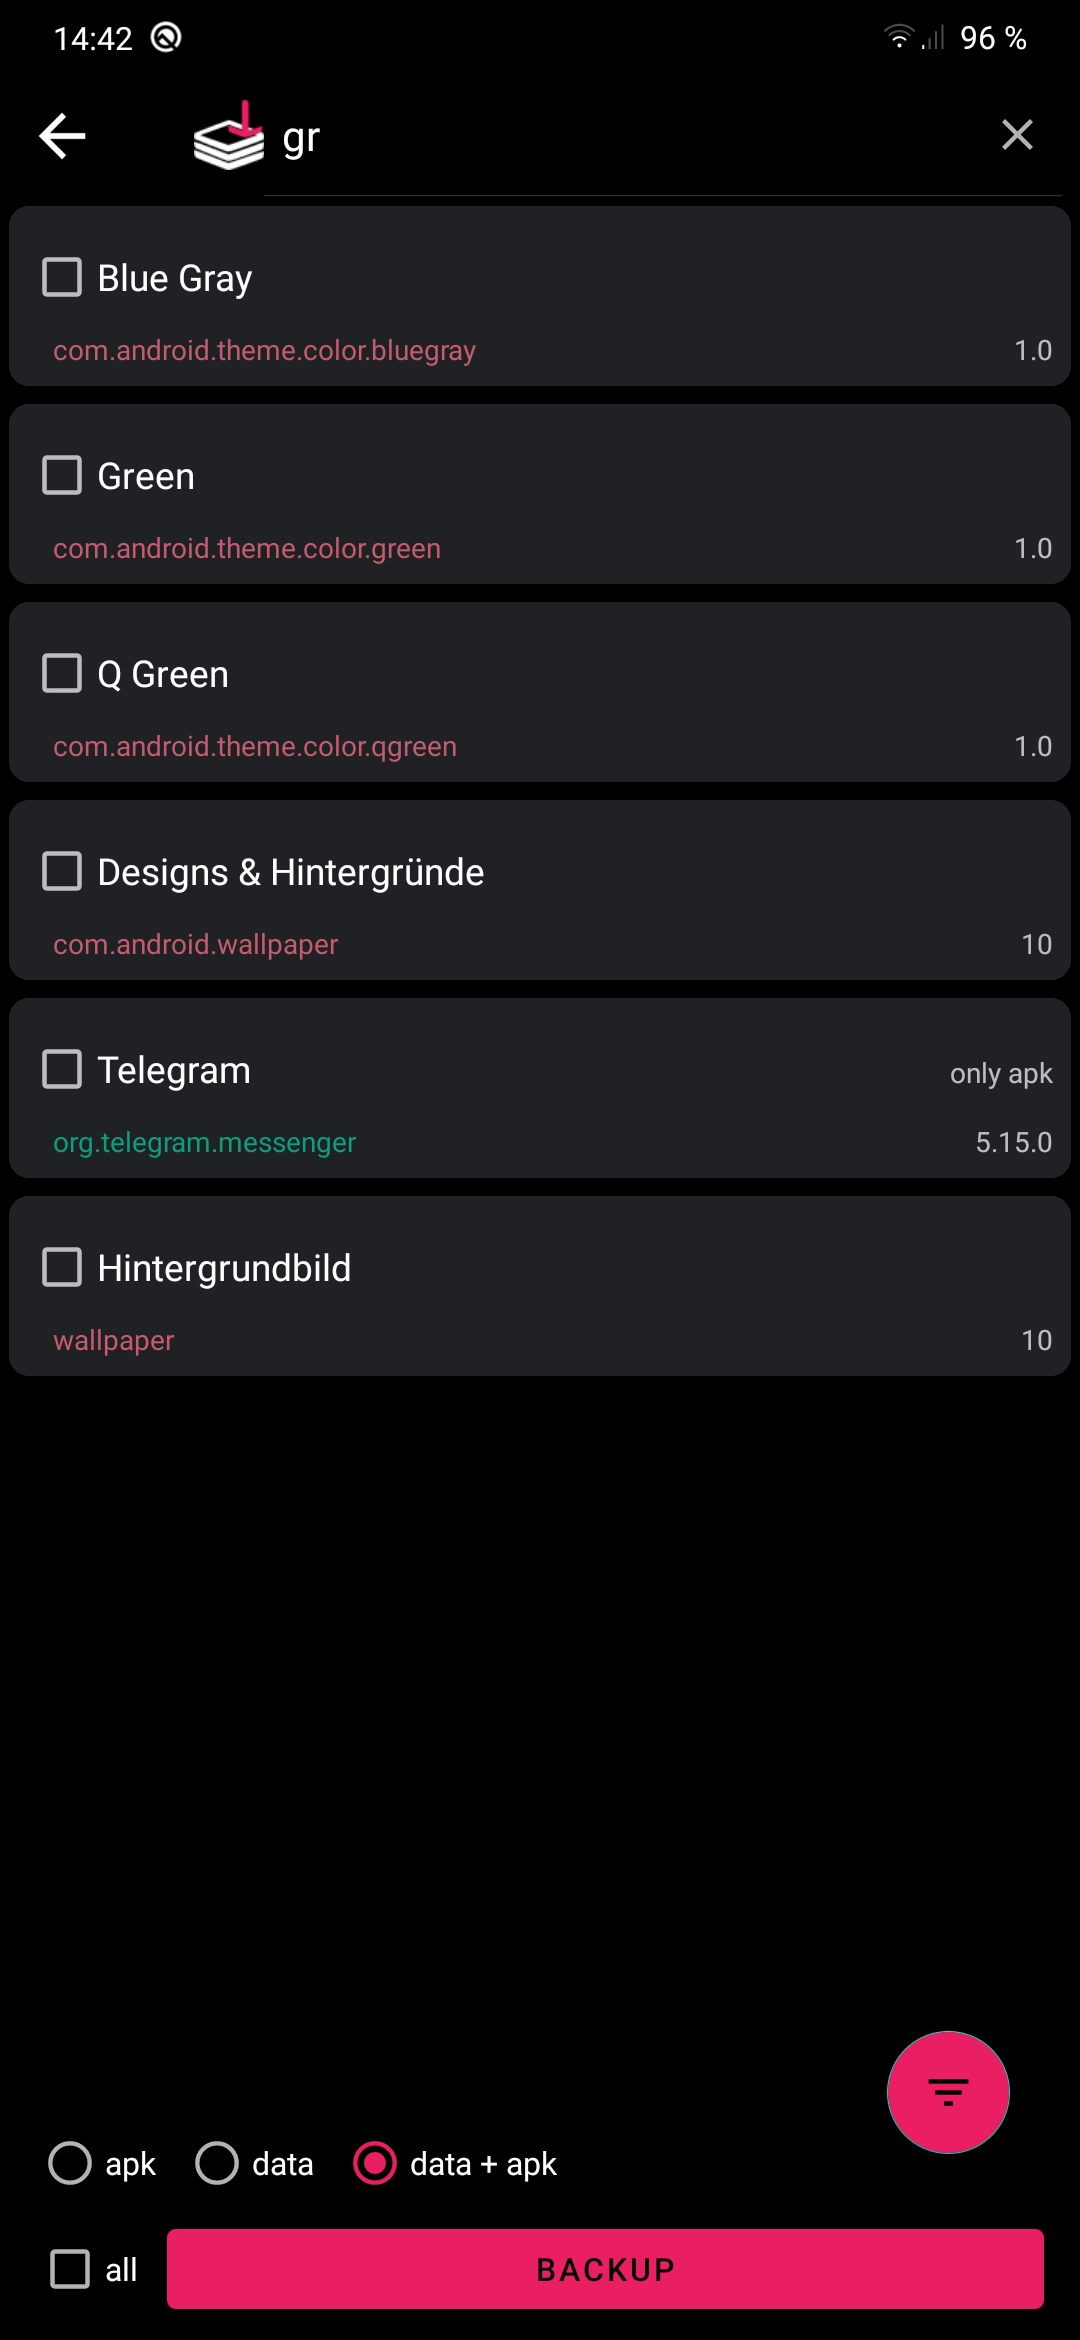 14:42 96 %
gr
Blue Gray
com.android.theme.color.bluegray 1.0
Green
com.android.theme.color.green 1.0
Q Green
com.android.theme.color.qgreen 1.0
Designs & Hintergründe
com.android.wallpaper 10
Telegram only apk
org.telegram.messenger 5.15.0
Hintergrundbild
wallpaper 10
apk data data + apk
all BACKUP